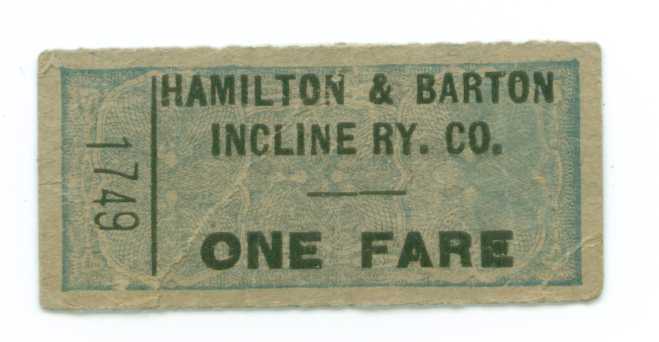 1749
HAMILTON & BARTON
INCLINE RY. CO.
ONE FARE